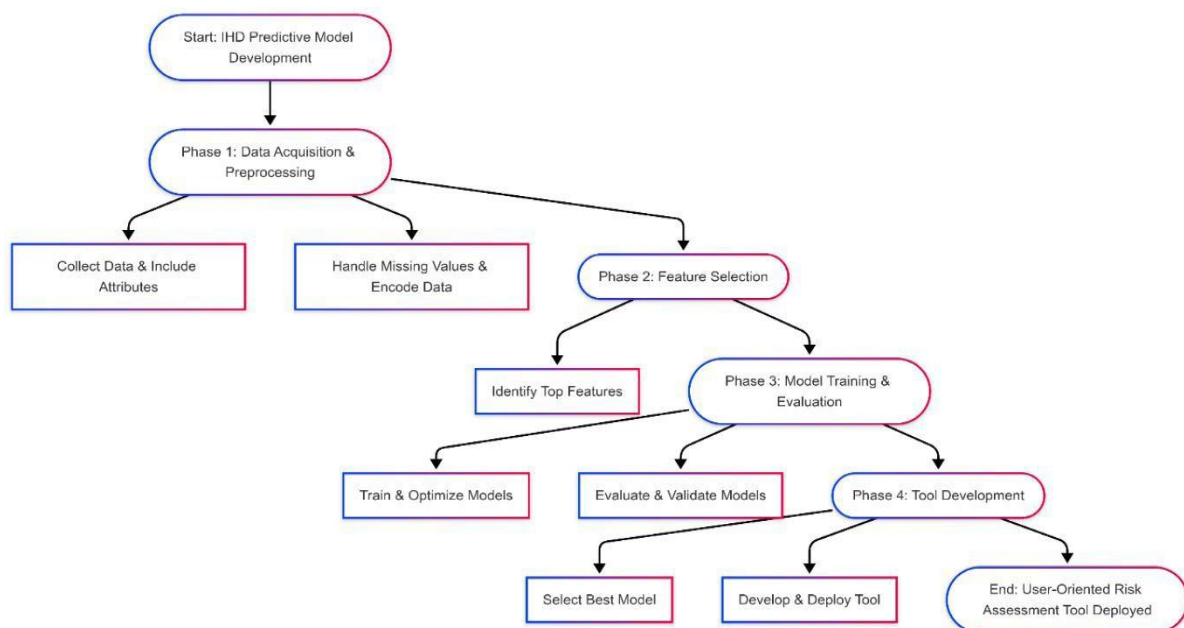 Start: IHD Predictive Model
Development
Phase 1: Data Acquisition &
Preprocessing
Collect Data & Include
Attributes
Handle Missing Values &
Encode Data
Phase 2: Feature Selection
Identify Top Features
Phase 3: Model Training &
Evaluation
Train & Optimize Models
Evaluate & Validate Models
Phase 4: Tool Development
Select Best Model
Develop & Deploy Tool
End: User-Oriented Risk
Assessment Tool Deployed